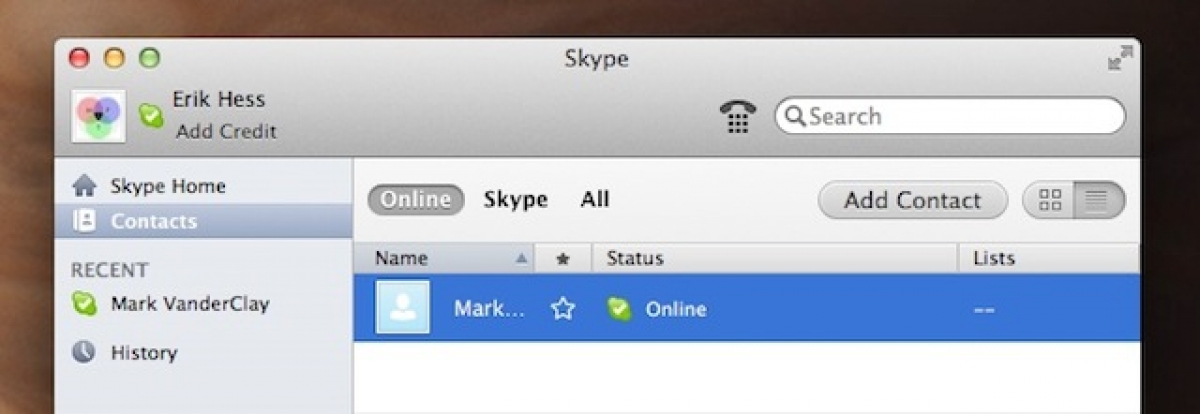 Skype
Erik Hess
Add Credit
Search
Skype Home
Contacts
RECENT
Mark VanderClay
History
Online Skype All Add Contact
Name ★ Status Lists
Mark... Online --